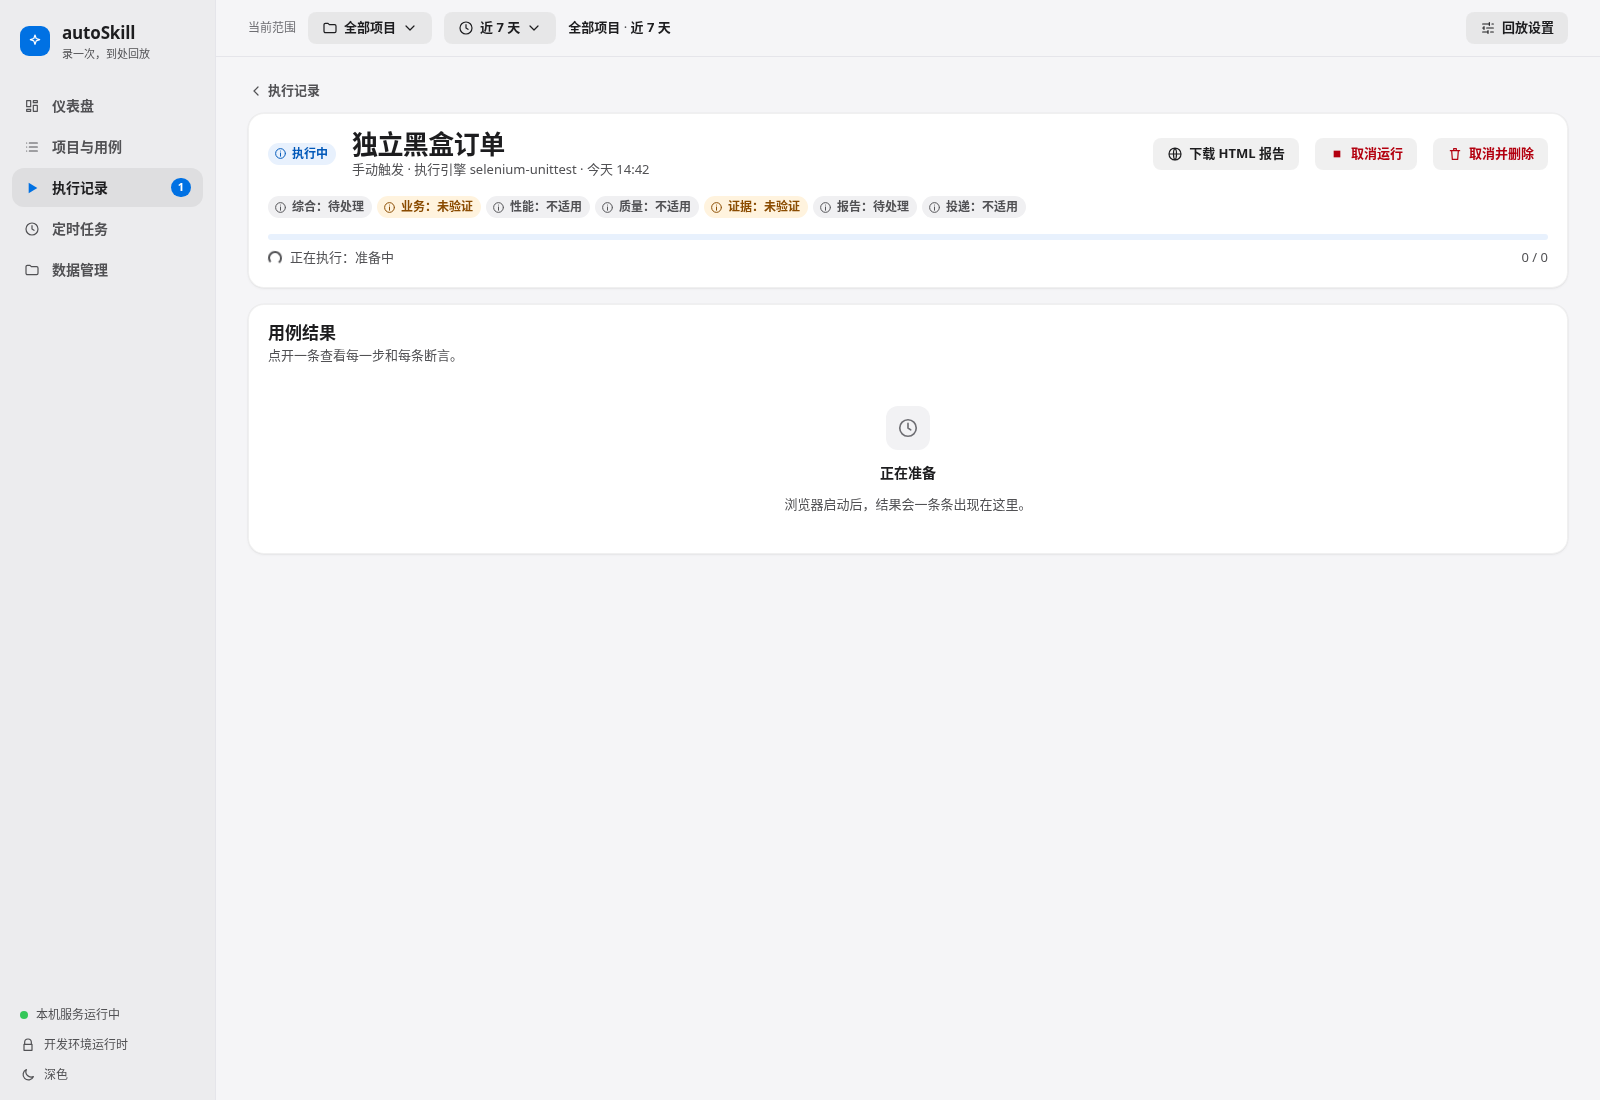 autoSkill
录一次，到处回放
仪表盘
项目与用例
执行记录 1
定时任务
数据管理
本机服务运行中
开发环境运行时
深色
当前范围 全部项目 近 7 天 全部项目 · 近 7 天 回放设置
执行记录
执行中 独立黑盒订单
手动触发 · 执行引擎 selenium-unittest · 今天 14:42
下载 HTML 报告 取消运行 取消并删除
综合：待处理 业务：未验证 性能：不适用 质量：不适用 证据：未验证 报告：待处理 投递：不适用
正在执行：准备中 0 / 0
用例结果
点开一条查看每一步和每条断言。
正在准备
浏览器启动后，结果会一条条出现在这里。